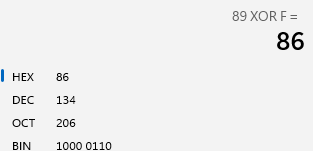 89 XOR F =
86
HEX 86
DEC 134
OCT 206
BIN 1000 0110